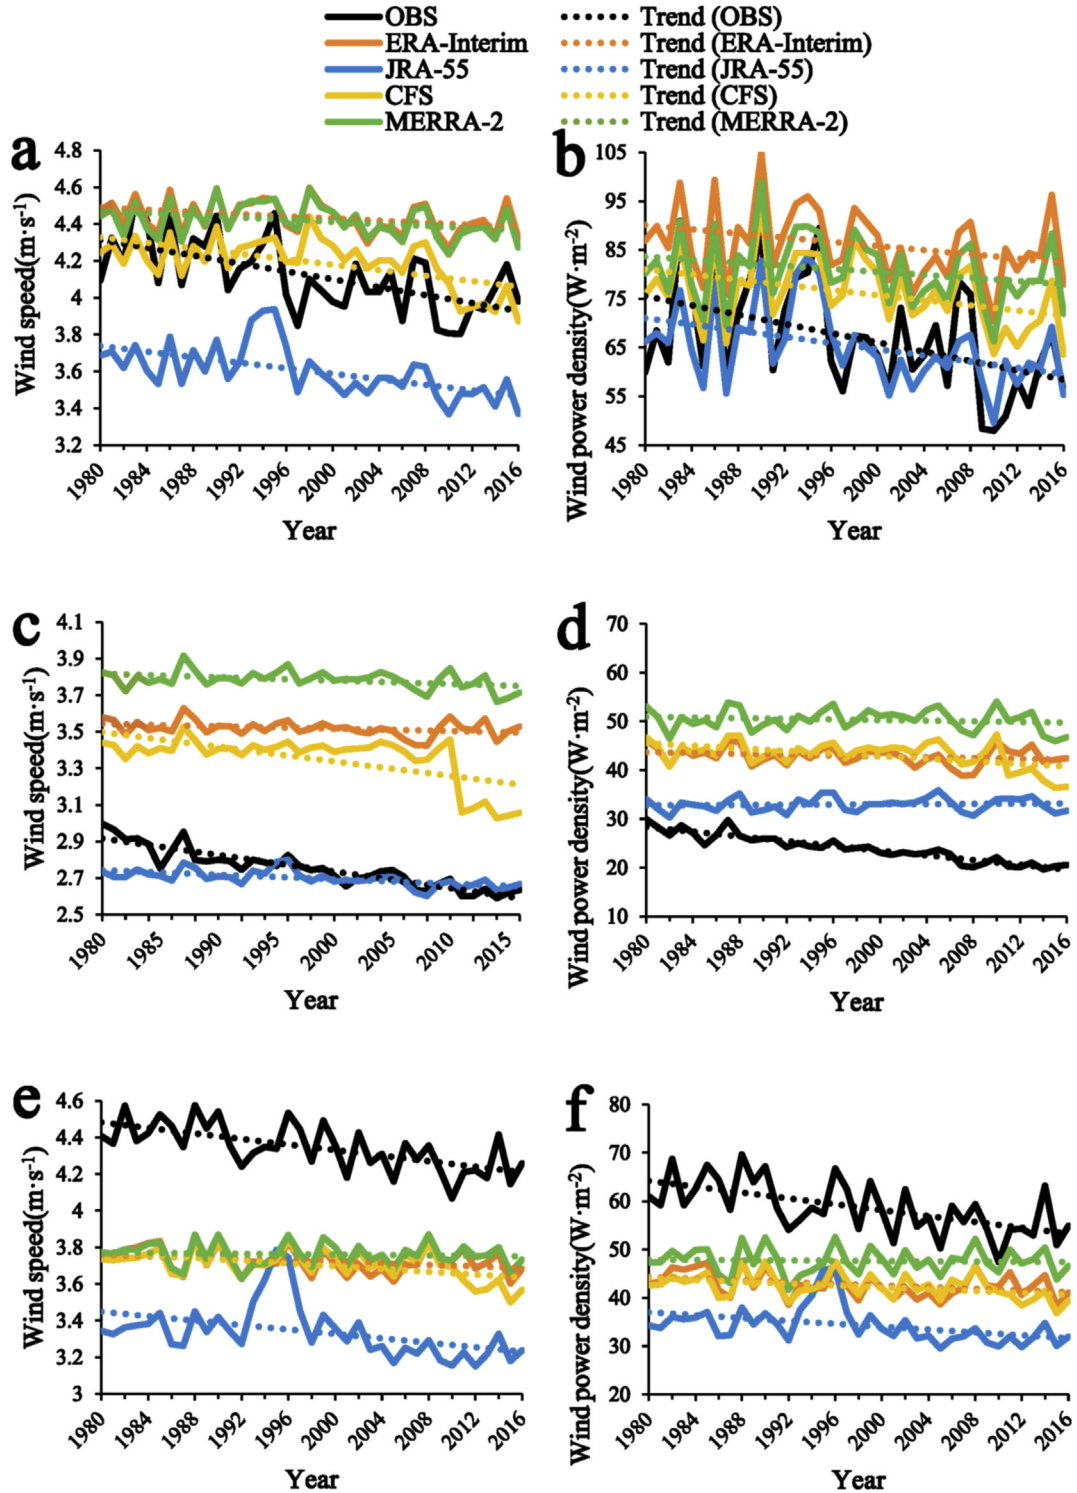 OBS Trend (OBS)
ERA-Interim Trend (ERA-Interim)
JRA-55 Trend (JRA-55)
CFS Trend (CFS)
MERRA-2 Trend (MERRA-2)
a
Wind speed(m·s-1)
4.8
4.6
4.4
4.2
4
3.8
3.6
3.4
3.2
1980 1984 1988 1992 1996 2000 2004 2008 2012 2016
Year
b
Wind power density(W·m-2)
105
95
85
75
65
55
45
1980 1984 1988 1992 1996 2000 2004 2008 2012 2016
Year
c
Wind speed(m·s-1)
4.1
3.9
3.7
3.5
3.3
3.1
2.9
2.7
2.5
1980 1985 1990 1995 2000 2005 2010 2015
Year
d
Wind power density(W·m-2)
70
60
50
40
30
20
10
1980 1984 1988 1992 1996 2000 2004 2008 2012 2016
Year
e
Wind speed(m·s-1)
4.6
4.4
4.2
4
3.8
3.6
3.4
3.2
3
1980 1984 1988 1992 1996 2000 2004 2008 2012 2016
Year
f
Wind power density(W·m-2)
80
70
60
50
40
30
20
1980 1984 1988 1992 1996 2000 2004 2008 2012 2016
Year